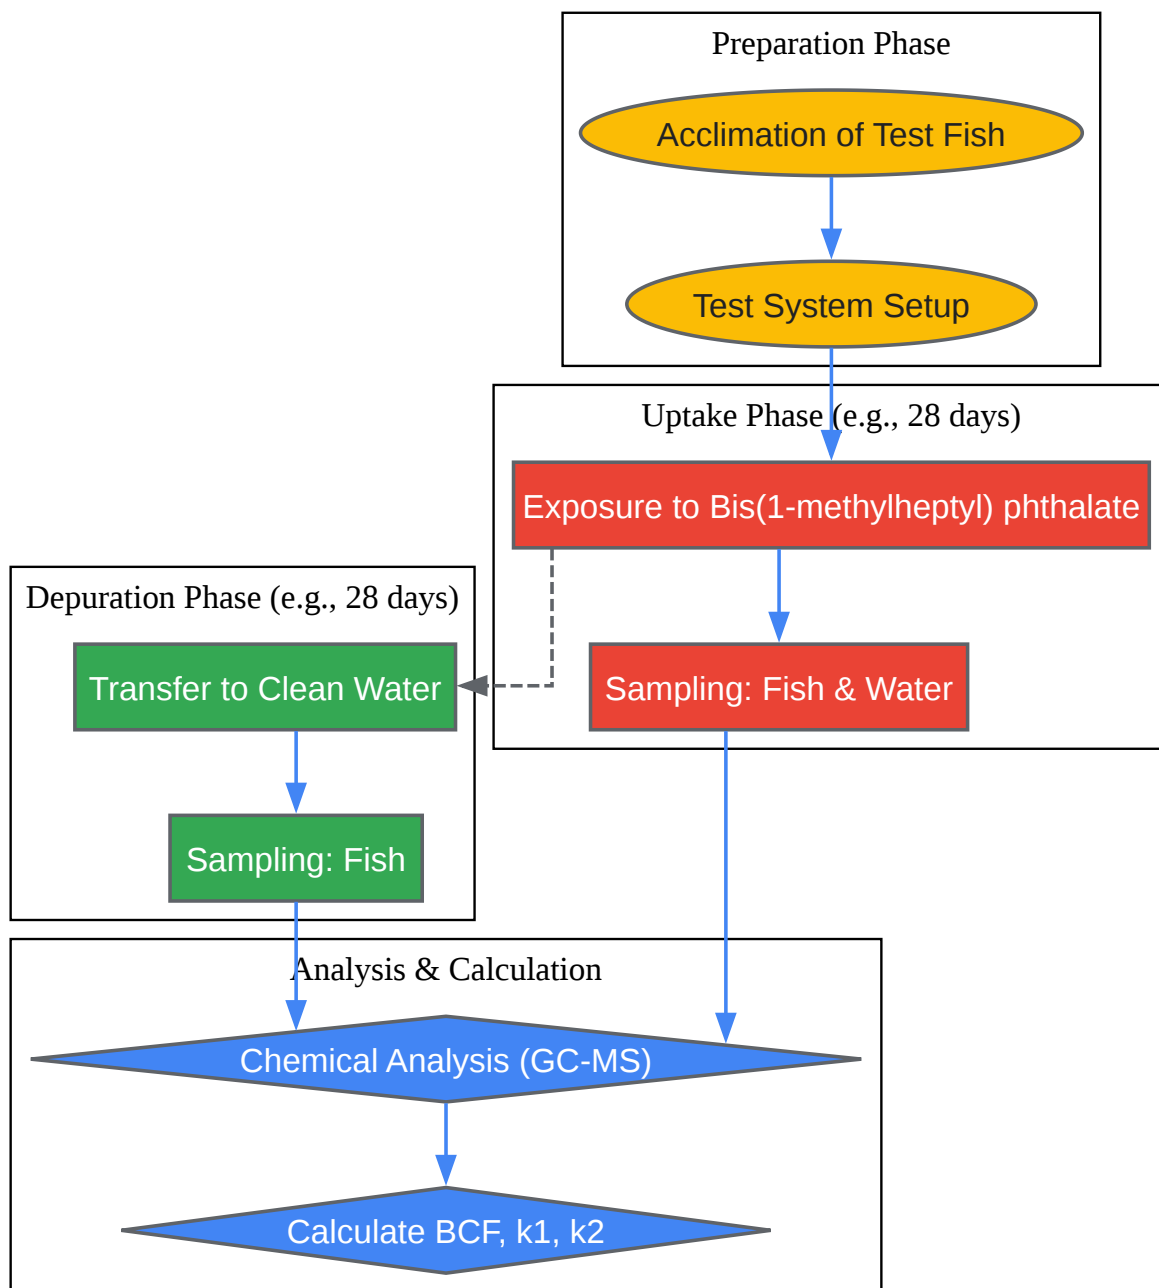 Preparation Phase
Acclimation of Test Fish
Test System Setup
Uptake Phase (e.g., 28 days)
Exposure to Bis(1-methylheptyl) phthalate
Sampling: Fish & Water
Depuration Phase (e.g., 28 days)
Transfer to Clean Water
Sampling: Fish
Analysis & Calculation
Chemical Analysis (GC-MS)
Calculate BCF, k1, k2